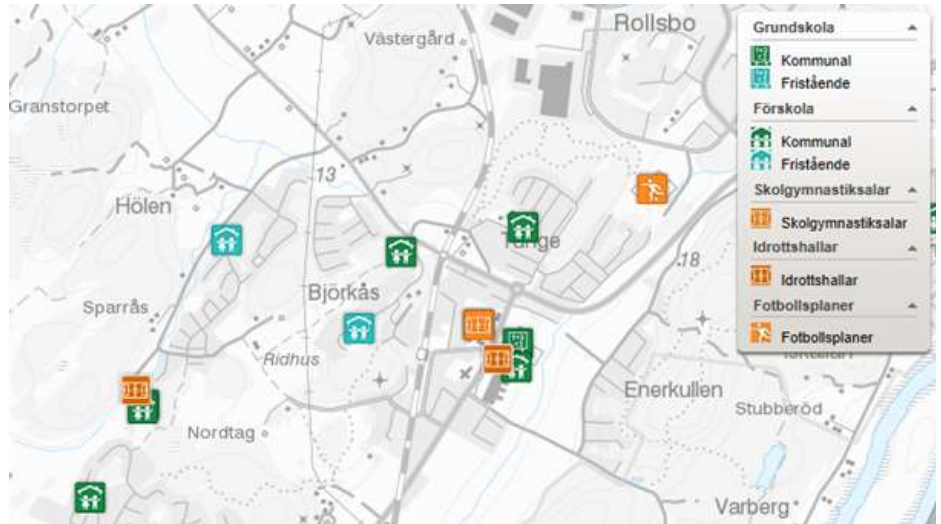 Rollsbo
Västergård
Granstorpet
13
Hölen
Tunge
18
Björkås
Sparrås
Ridhus
Enerkullen
Stubberöd
Nordtag
Varberg
Grundskola
Kommunal
Fristående
Förskola
Kommunal
Fristående
Skolgymnastiksalar
Skolgymnastiksalar
Idrottshallar
Idrottshallar
Fotbollsplaner
Fotbollsplaner